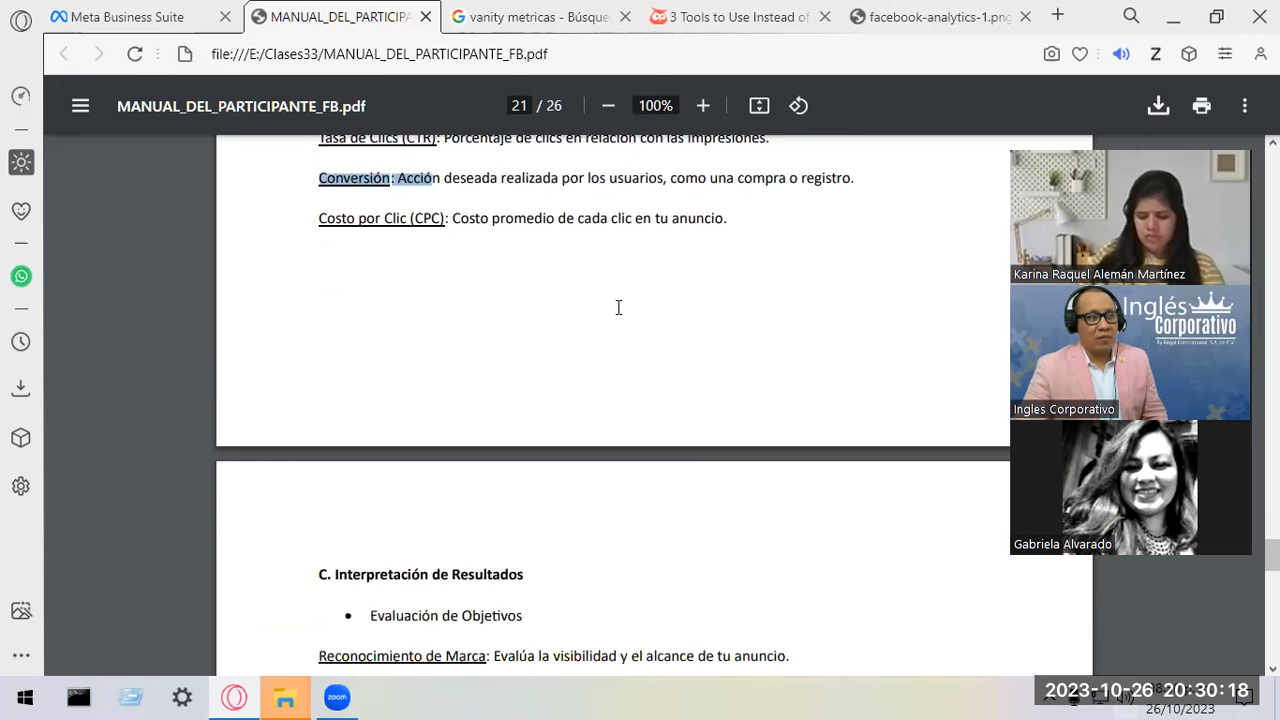 Meta Business Suite
MANUAL_DEL_PARTICIPA
vanity metricas - Búsque
3 Tools to Use Instead of
facebook-analytics-1.png
file:///E:/Clases33/MANUAL_DEL_PARTICIPANTE_FB.pdf
MANUAL_DEL_PARTICIPANTE_FB.pdf
21 / 26
100%
Tasa de Clics (CTR): Porcentaje de clics en relación con las impresiones.
Conversión: Acción deseada realizada por los usuarios, como una compra o registro.
Costo por Clic (CPC): Costo promedio de cada clic en tu anuncio.
Karina Raquel Alemán Martínez
Inglés
Corporativo
By Regal International, S.A. de C.V.
Ingles Corporativo
Gabriela Alvarado
C. Interpretación de Resultados
• Evaluación de Objetivos
Reconocimiento de Marca: Evalúa la visibilidad y el alcance de tu anuncio.
zoom
2023-10-26 20:30:18
26/10/2023